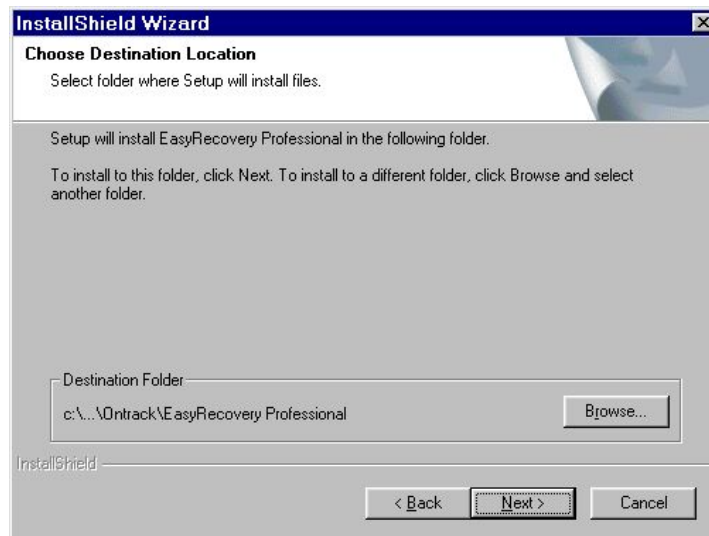 InstallShield Wizard
Choose Destination Location
Select folder where Setup will install files.
Setup will install EasyRecovery Professional in the following folder.
To install to this folder, click Next. To install to a different folder, click Browse and select
another folder.
Destination Folder
c:\...\Ontrack\EasyRecovery Professional
Browse...
InstallShield
< Back
Next >
Cancel